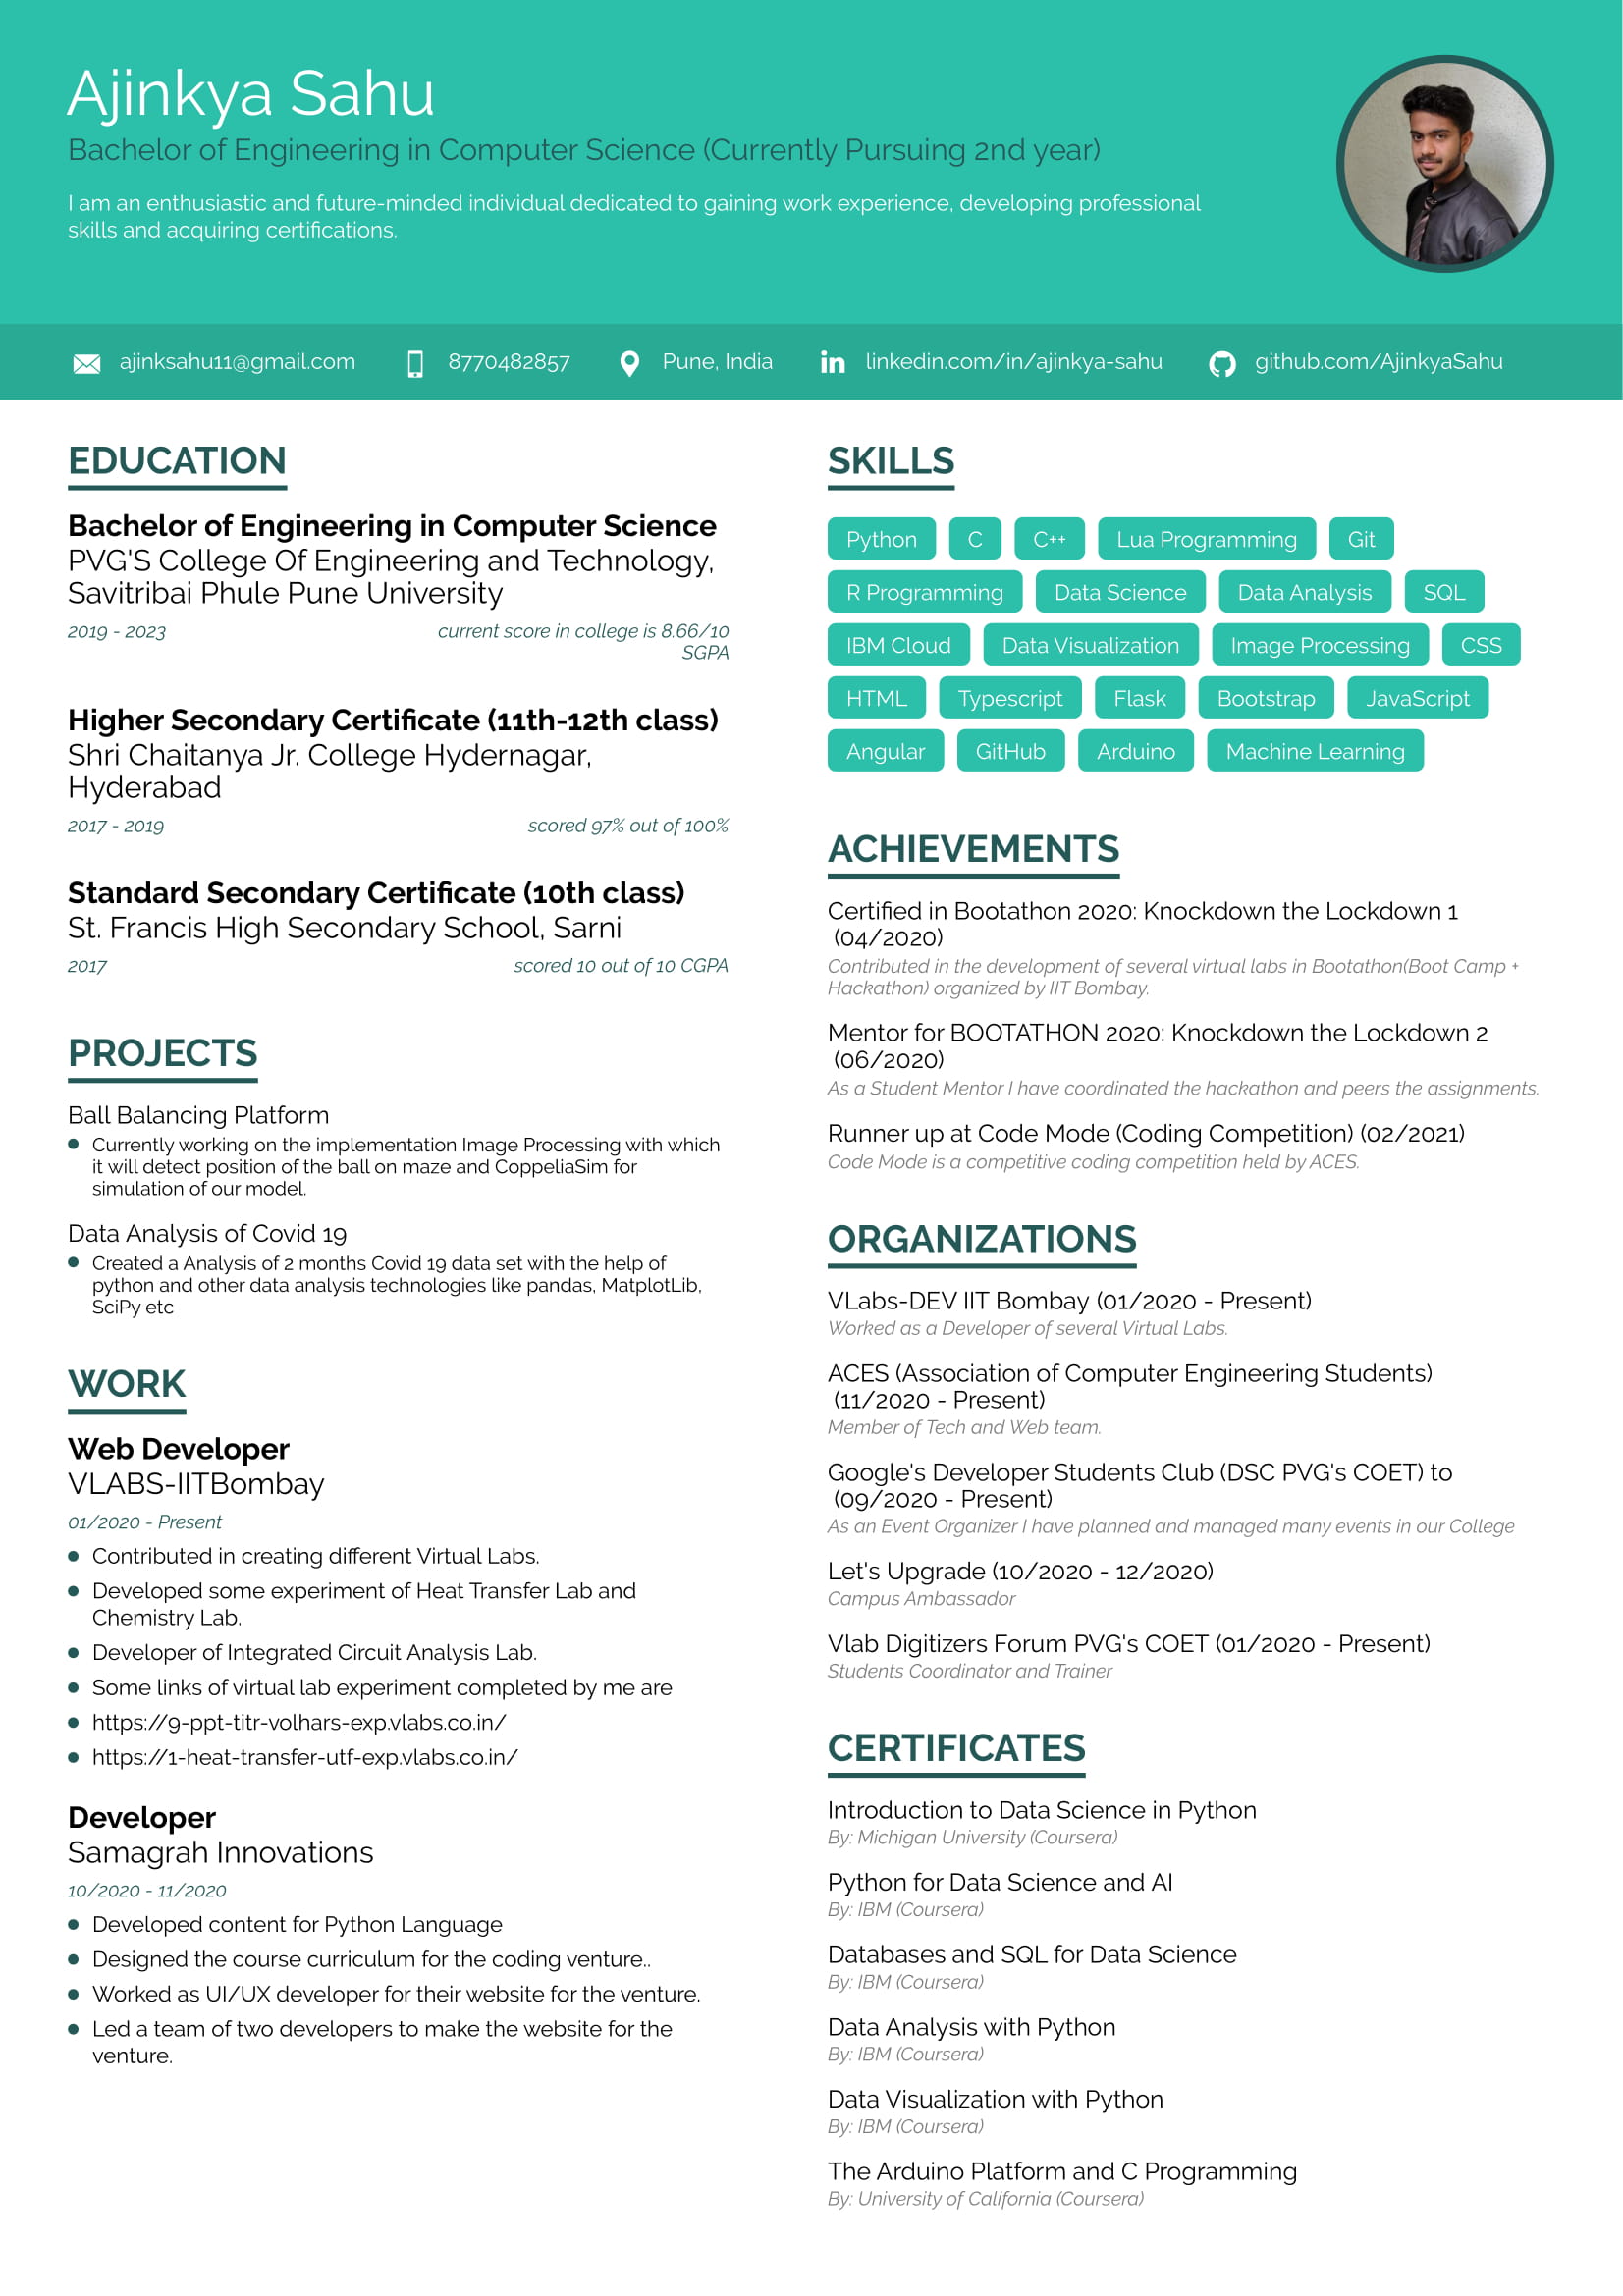 Ajinkya Sahu
Bachelor of Engineering in Computer Science (Currently Pursuing 2nd year)
I am an enthusiastic and future-minded individual dedicated to gaining work experience, developing professional
skills and acquiring certifications.
ajinksahu11@gmail.com
8770482857
Pune, India
linkedin.com/in/ajinkya-sahu
github.com/AjinkyaSahu
EDUCATION
Bachelor of Engineering in Computer Science
PVG'S College Of Engineering and Technology,
Savitribai Phule Pune University
2019 - 2023 current score in college is 8.66/10
SGPA
Higher Secondary Certificate (11th-12th class)
Shri Chaitanya Jr. College Hydernagar,
Hyderabad
2017 - 2019 scored 97% out of 100%
Standard Secondary Certificate (10th class)
St. Francis High Secondary School, Sarni
2017 scored 10 out of 10 CGPA
PROJECTS
Ball Balancing Platform
Currently working on the implementation Image Processing with which
it will detect position of the ball on maze and CoppeliaSim for
simulation of our model.
Data Analysis of Covid 19
Created a Analysis of 2 months Covid 19 data set with the help of
python and other data analysis technologies like pandas, MatplotLib,
SciPy etc
WORK
Web Developer
VLABS-IITBombay
01/2020 - Present
Contributed in creating different Virtual Labs.
Developed some experiment of Heat Transfer Lab and
Chemistry Lab.
Developer of Integrated Circuit Analysis Lab.
Some links of virtual lab experiment completed by me are
https://9-ppt-titr-volhars-exp.vlabs.co.in/
https://1-heat-transfer-utf-exp.vlabs.co.in/
Developer
Samagrah Innovations
10/2020 - 11/2020
Developed content for Python Language
Designed the course curriculum for the coding venture..
Worked as UI/UX developer for their website for the venture.
Led a team of two developers to make the website for the
venture.
SKILLS
Python C C++ Lua Programming Git
R Programming Data Science Data Analysis SQL
IBM Cloud Data Visualization Image Processing CSS
HTML Typescript Flask Bootstrap JavaScript
Angular GitHub Arduino Machine Learning
ACHIEVEMENTS
Certified in Bootathon 2020: Knockdown the Lockdown 1
(04/2020)
Contributed in the development of several virtual labs in Bootathon(Boot Camp +
Hackathon) organized by IIT Bombay.
Mentor for BOOTATHON 2020: Knockdown the Lockdown 2
(06/2020)
As a Student Mentor I have coordinated the hackathon and peers the assignments.
Runner up at Code Mode (Coding Competition) (02/2021)
Code Mode is a competitive coding competition held by ACES.
ORGANIZATIONS
VLabs-DEV IIT Bombay (01/2020 - Present)
Worked as a Developer of several Virtual Labs.
ACES (Association of Computer Engineering Students)
(11/2020 - Present)
Member of Tech and Web team.
Google's Developer Students Club (DSC PVG's COET) to
(09/2020 - Present)
As an Event Organizer I have planned and managed many events in our College
Let's Upgrade (10/2020 - 12/2020)
Campus Ambassador
Vlab Digitizers Forum PVG's COET (01/2020 - Present)
Students Coordinator and Trainer
CERTIFICATES
Introduction to Data Science in Python
By: Michigan University (Coursera)
Python for Data Science and AI
By: IBM (Coursera)
Databases and SQL for Data Science
By: IBM (Coursera)
Data Analysis with Python
By: IBM (Coursera)
Data Visualization with Python
By: IBM (Coursera)
The Arduino Platform and C Programming
By: University of California (Coursera)